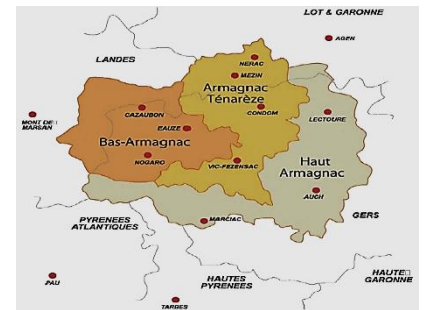 LOT & GARONNE
AGEN
LANDES
NERAC
MEZIN
Armagnac
Ténarèze
CAZAUBON
CONDOM
LECTOURE
MONT DE
MARSAN
EAUZE
Bas-Armagnac
NOGARO
VIC-FEZENSAC
Haut
Armagnac
AUCH
MARCIAC
GERS
PYRENEES
ATLANTIQUES
HAUTES
PYRENEES
HAUTE
GARONNE
PAU
TARBES